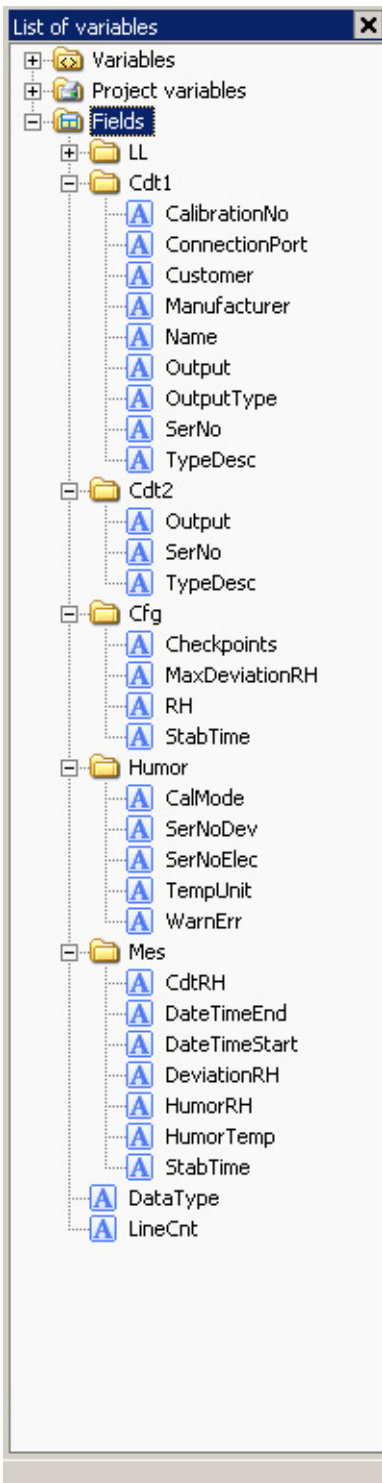 List of variables
Variables
Project variables
Fields
LL
Cdt1
CalibrationNo
ConnectionPort
Customer
Manufacturer
Name
Output
OutputType
SerNo
TypeDesc
Cdt2
Output
SerNo
TypeDesc
Cfg
Checkpoints
MaxDeviationRH
RH
StabTime
Humor
CalMode
SerNoDev
SerNoElec
TempUnit
WarnErr
Mes
CdtRH
DateTimeEnd
DateTimeStart
DeviationRH
HumorRH
HumorTemp
StabTime
DataType
LineCnt